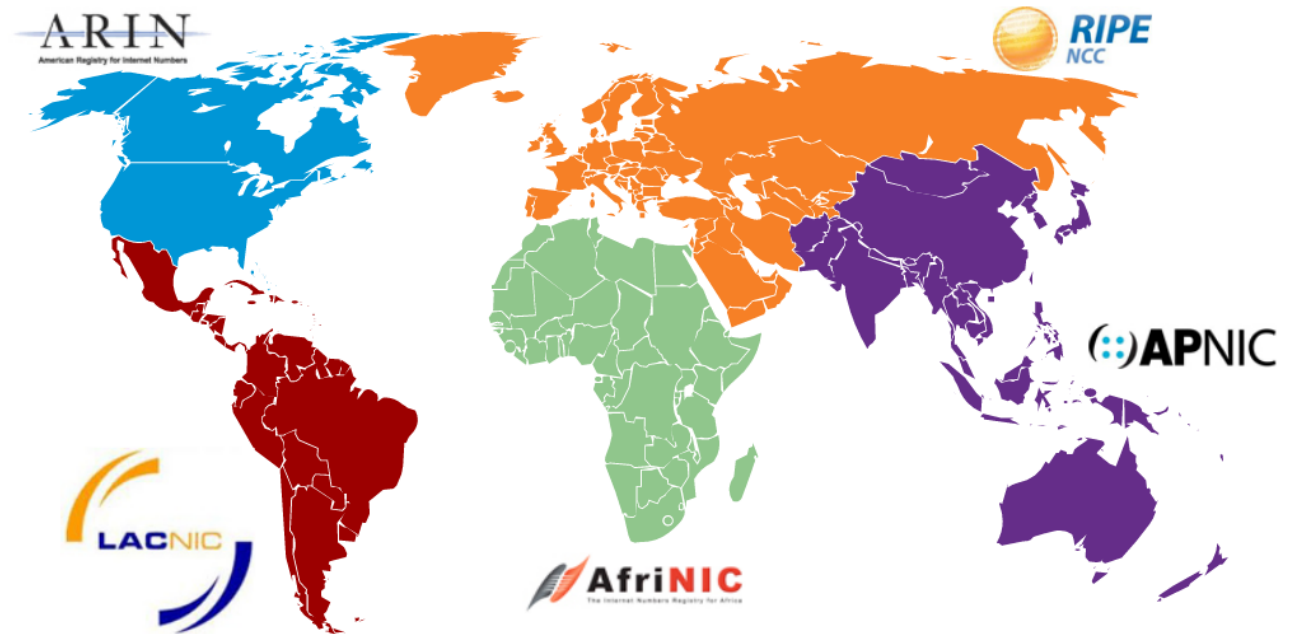 ARIN
American Registry for Internet Numbers
RIPE
NCC
APNIC
LACNIC
AfriNIC
The Internet Numbers Registry for Africa